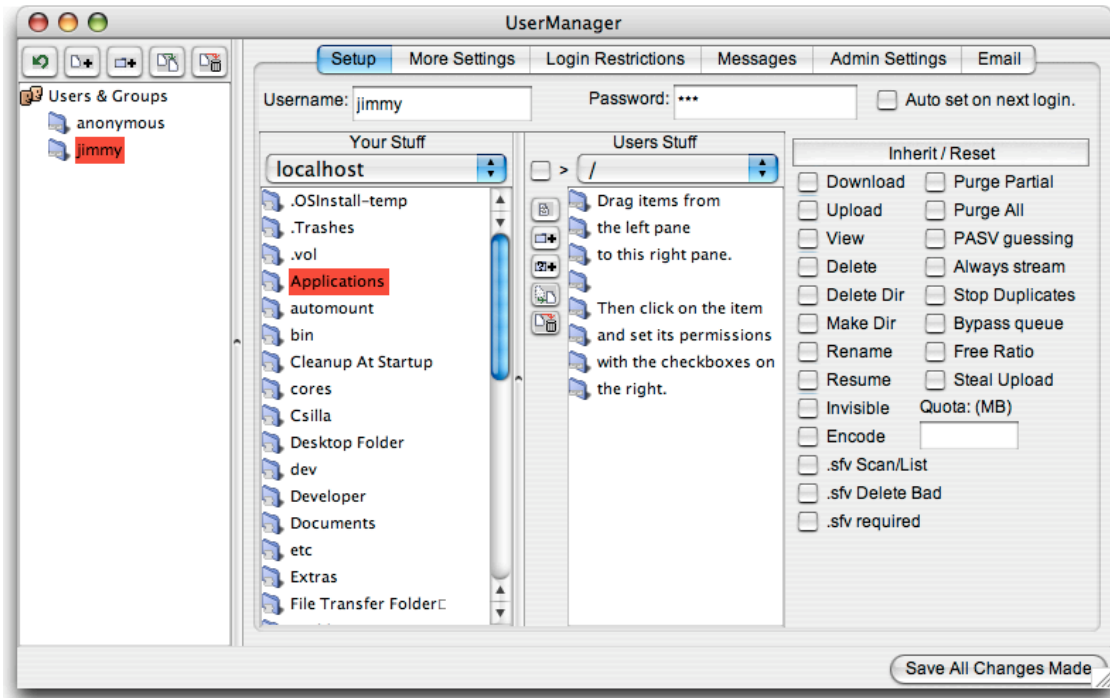 UserManager
Setup
More Settings
Login Restrictions
Messages
Admin Settings
Email
Users & Groups
anonymous
jimmy
Username: jimmy
Password: ***
Auto set on next login.
Your Stuff
localhost
.OSInstall-temp
.Trashes
.vol
Applications
automount
bin
Cleanup At Startup
cores
Csilla
Desktop Folder
dev
Developer
Documents
etc
Extras
File Transfer Folder
Users Stuff
> /
Drag items from
the left pane
to this right pane.
Then click on the item
and set its permissions
with the checkboxes on
the right.
Inherit / Reset
Download
Purge Partial
Upload
Purge All
View
PASV guessing
Delete
Always stream
Delete Dir
Stop Duplicates
Make Dir
Bypass queue
Rename
Free Ratio
Resume
Steal Upload
Invisible
Quota: (MB)
Encode
.sfv Scan/List
.sfv Delete Bad
.sfv required
Save All Changes Made